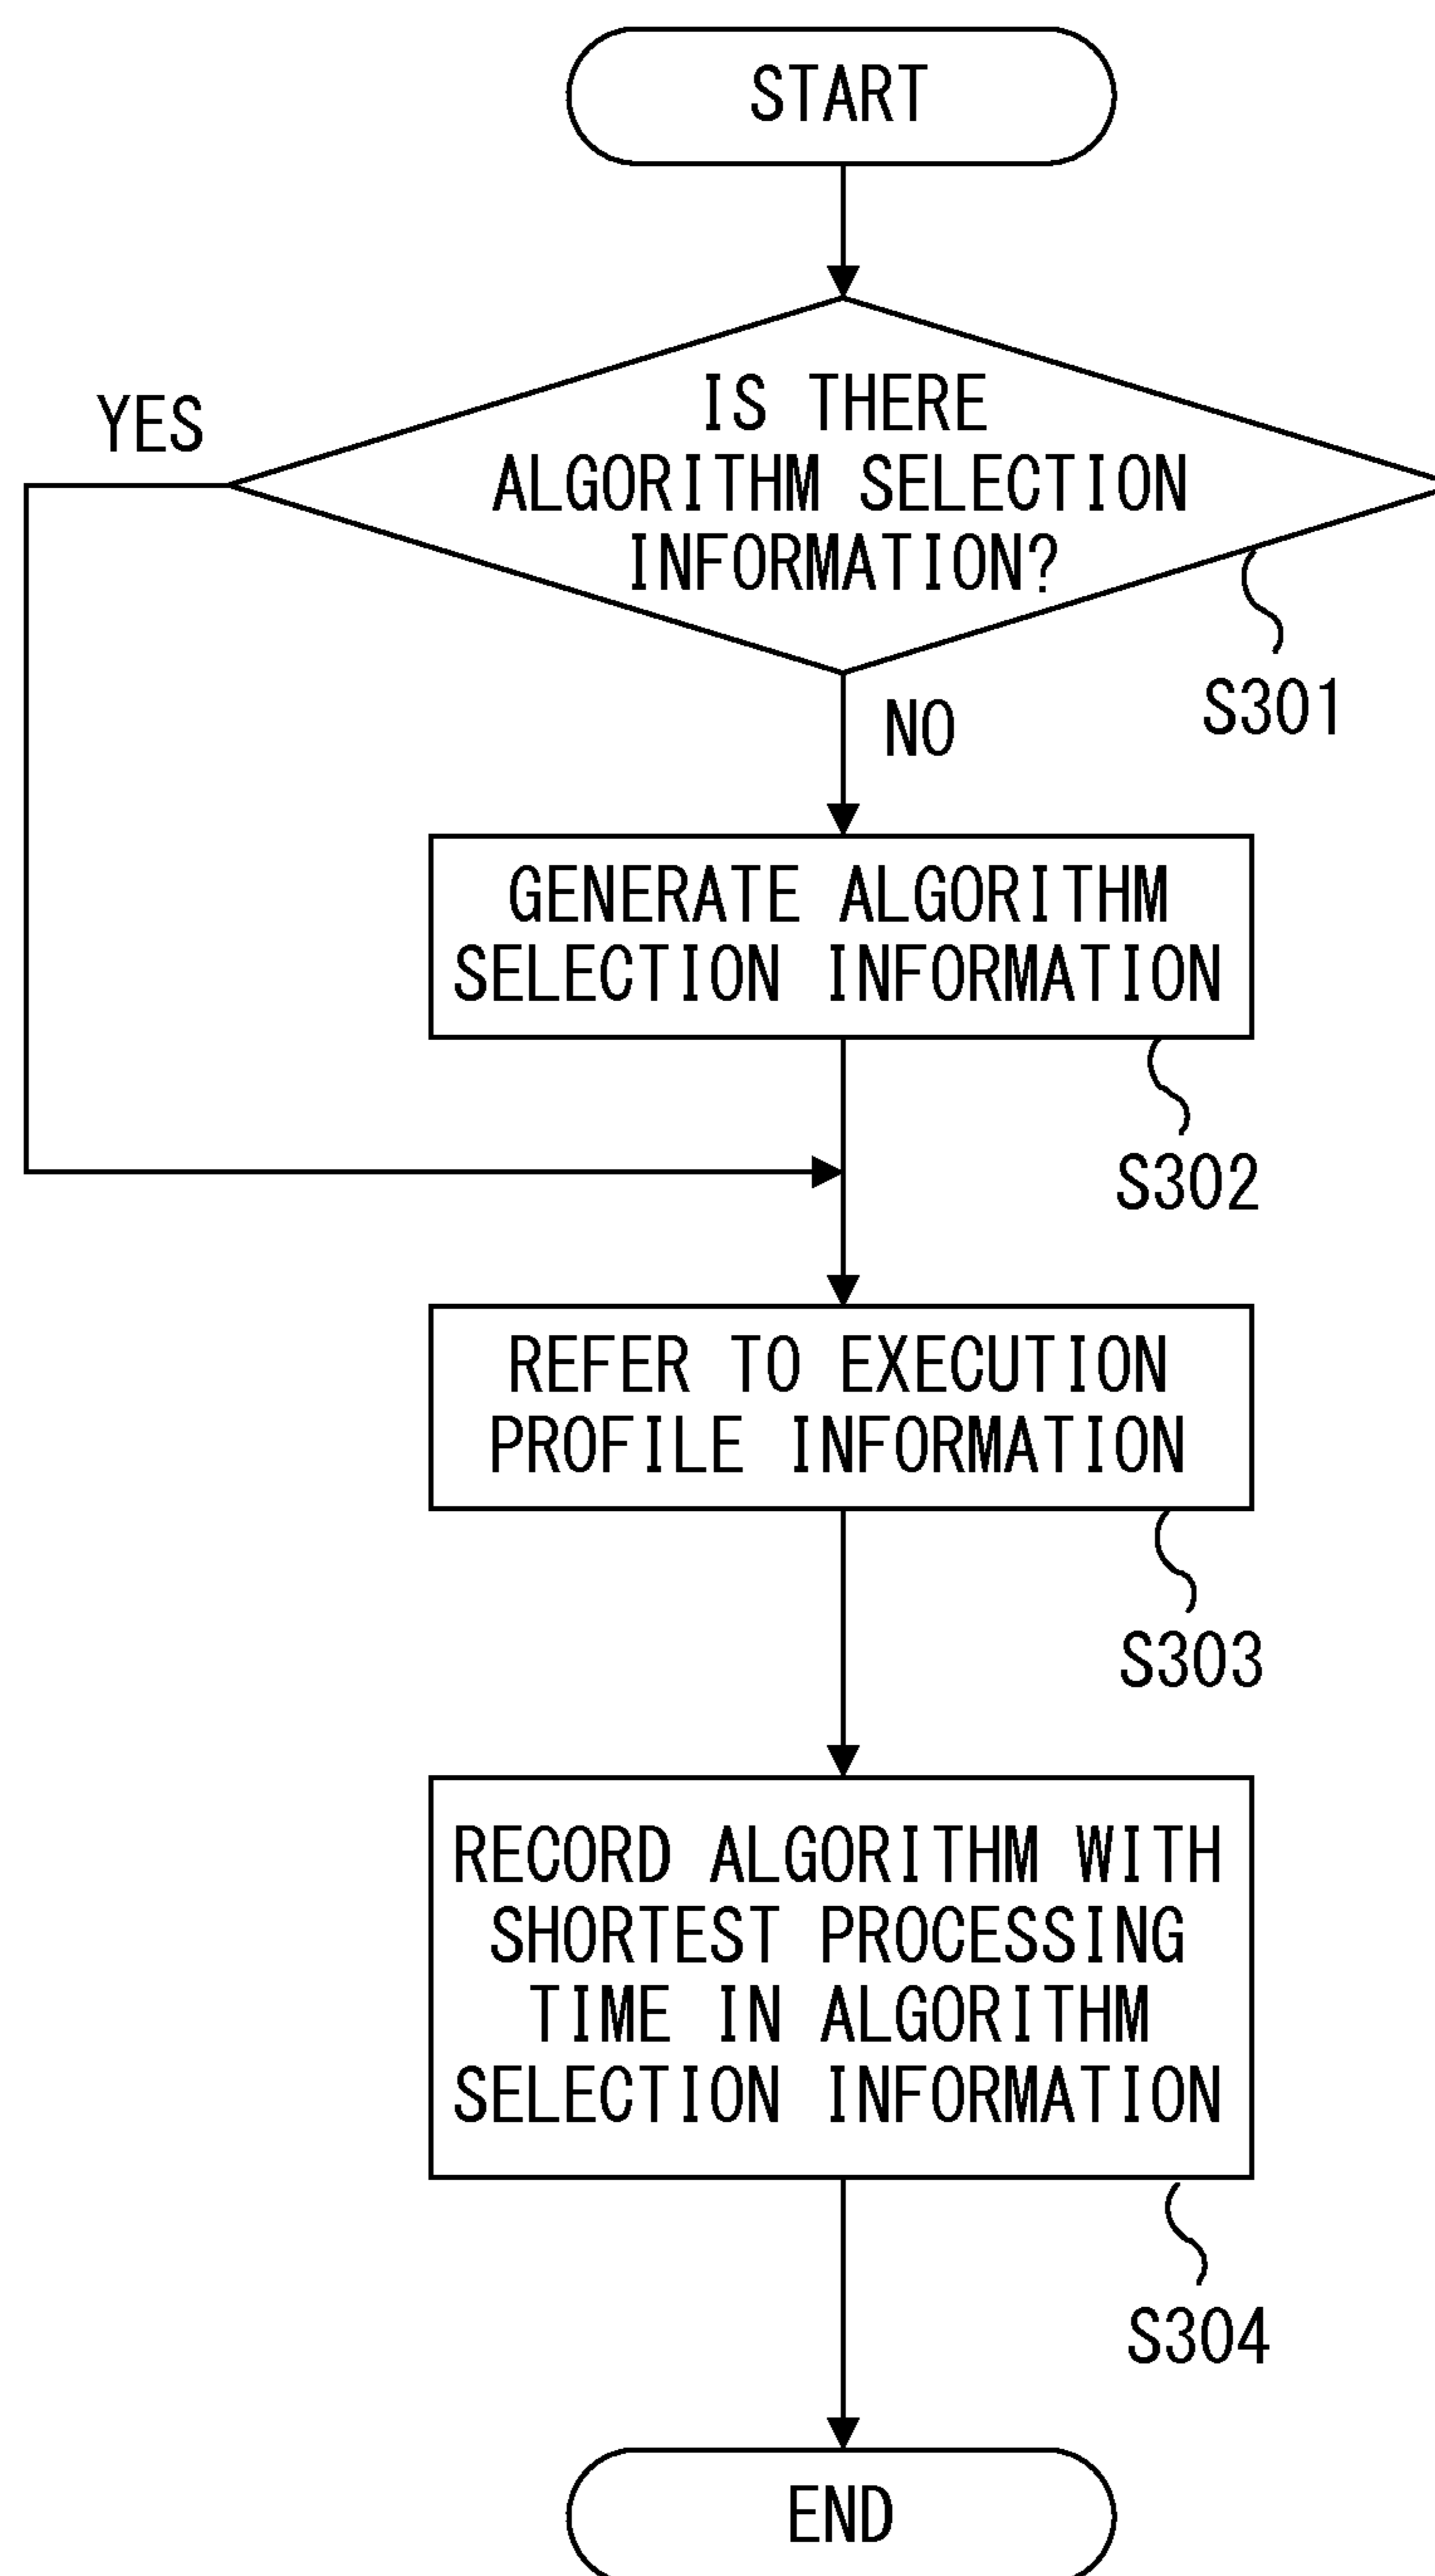 START
YES
IS THERE
ALGORITHM SELECTION
INFORMATION?
NO
S301
GENERATE ALGORITHM
SELECTION INFORMATION
S302
REFER TO EXECUTION
PROFILE INFORMATION
S303
RECORD ALGORITHM WITH
SHORTEST PROCESSING
TIME IN ALGORITHM
SELECTION INFORMATION
S304
END